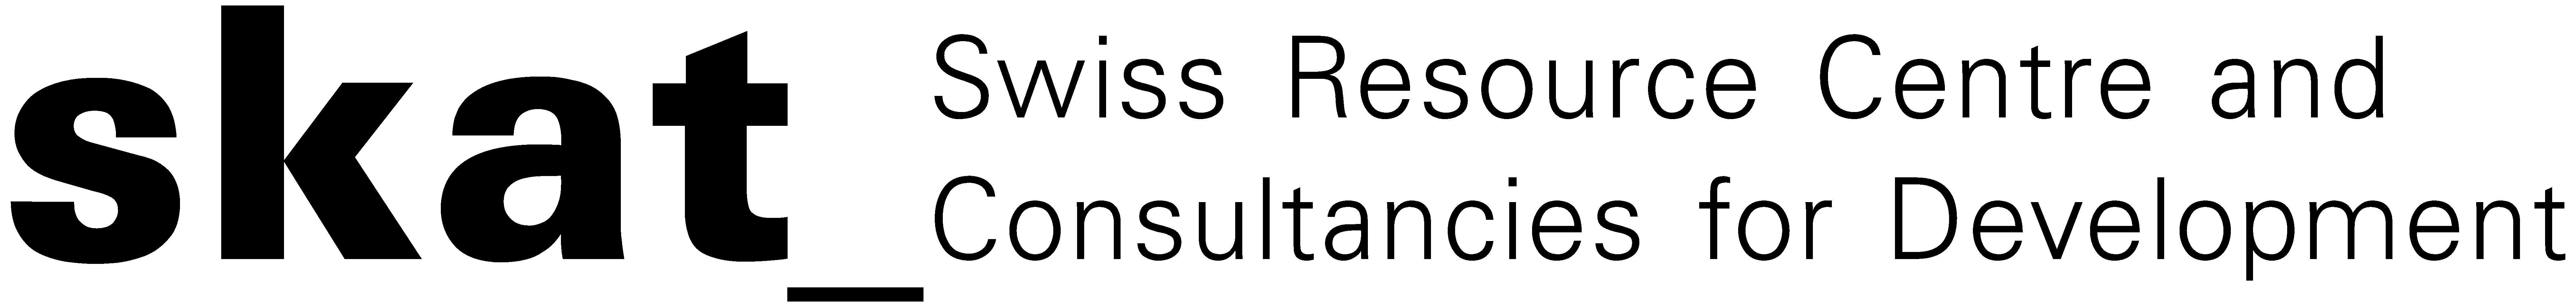 skat_
Swiss Resource Centre and
Consultancies for Development